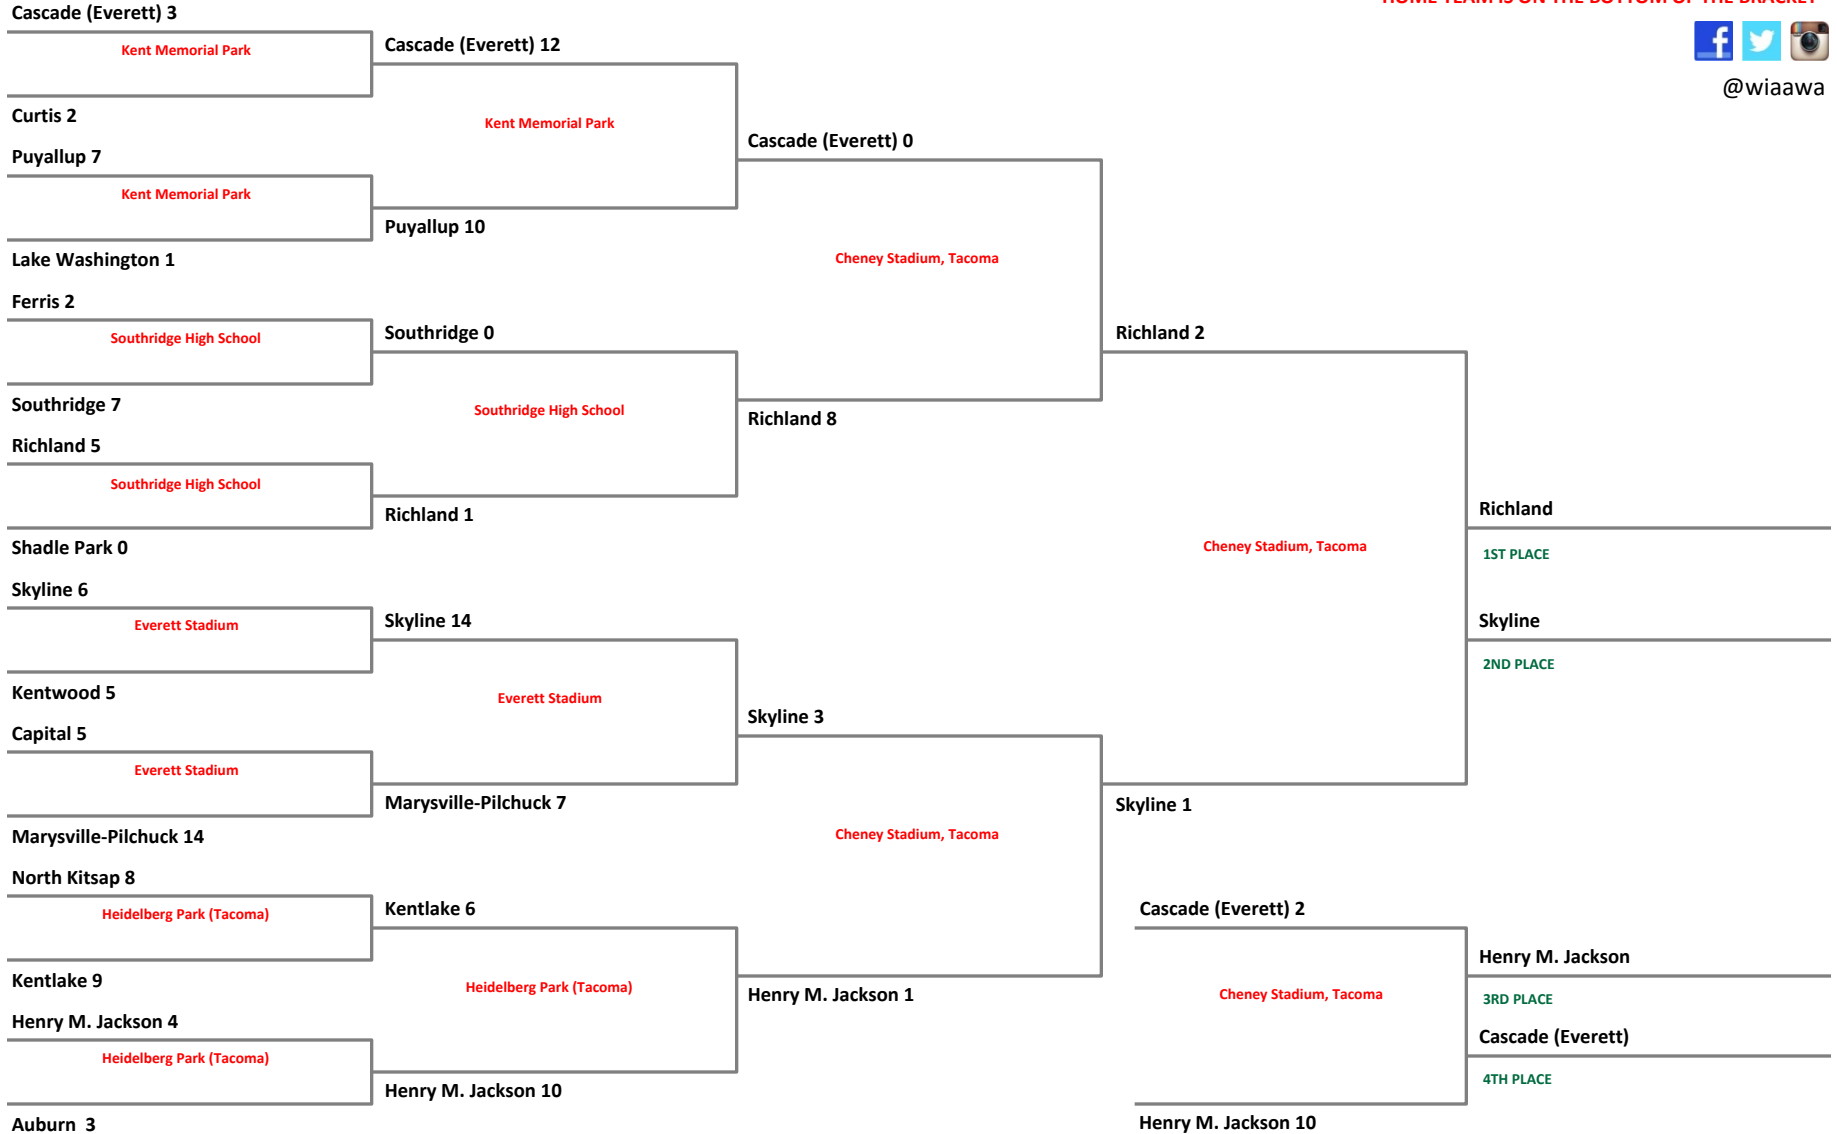 HOME TEAM IS ON THE BOTTOM OF THE BRACKET
@wiaawa
Cascade (Everett) 3
Kent Memorial Park
Curtis 2
Puyallup 7
Kent Memorial Park
Lake Washington 1
Ferris 2
Southridge High School
Southridge 7
Richland 5
Southridge High School
Shadle Park 0
Skyline 6
Everett Stadium
Kentwood 5
Capital 5
Everett Stadium
Marysville-Pilchuck 14
North Kitsap 8
Heidelberg Park (Tacoma)
Kentlake 9
Henry M. Jackson 4
Heidelberg Park (Tacoma)
Auburn  3
Cascade (Everett) 12
Kent Memorial Park
Puyallup 10
Southridge 0
Southridge High School
Richland 1
Skyline 14
Everett Stadium
Marysville-Pilchuck 7
Kentlake 6
Heidelberg Park (Tacoma)
Henry M. Jackson 10
Cascade (Everett) 0
Cheney Stadium, Tacoma
Richland 8
Skyline 3
Cheney Stadium, Tacoma
Henry M. Jackson 1
Richland 2
Cheney Stadium, Tacoma
Skyline 1
Cascade (Everett) 2
Cheney Stadium, Tacoma
Henry M. Jackson 10
Richland
1ST PLACE
Skyline
2ND PLACE
Henry M. Jackson
3RD PLACE
Cascade (Everett)
4TH PLACE